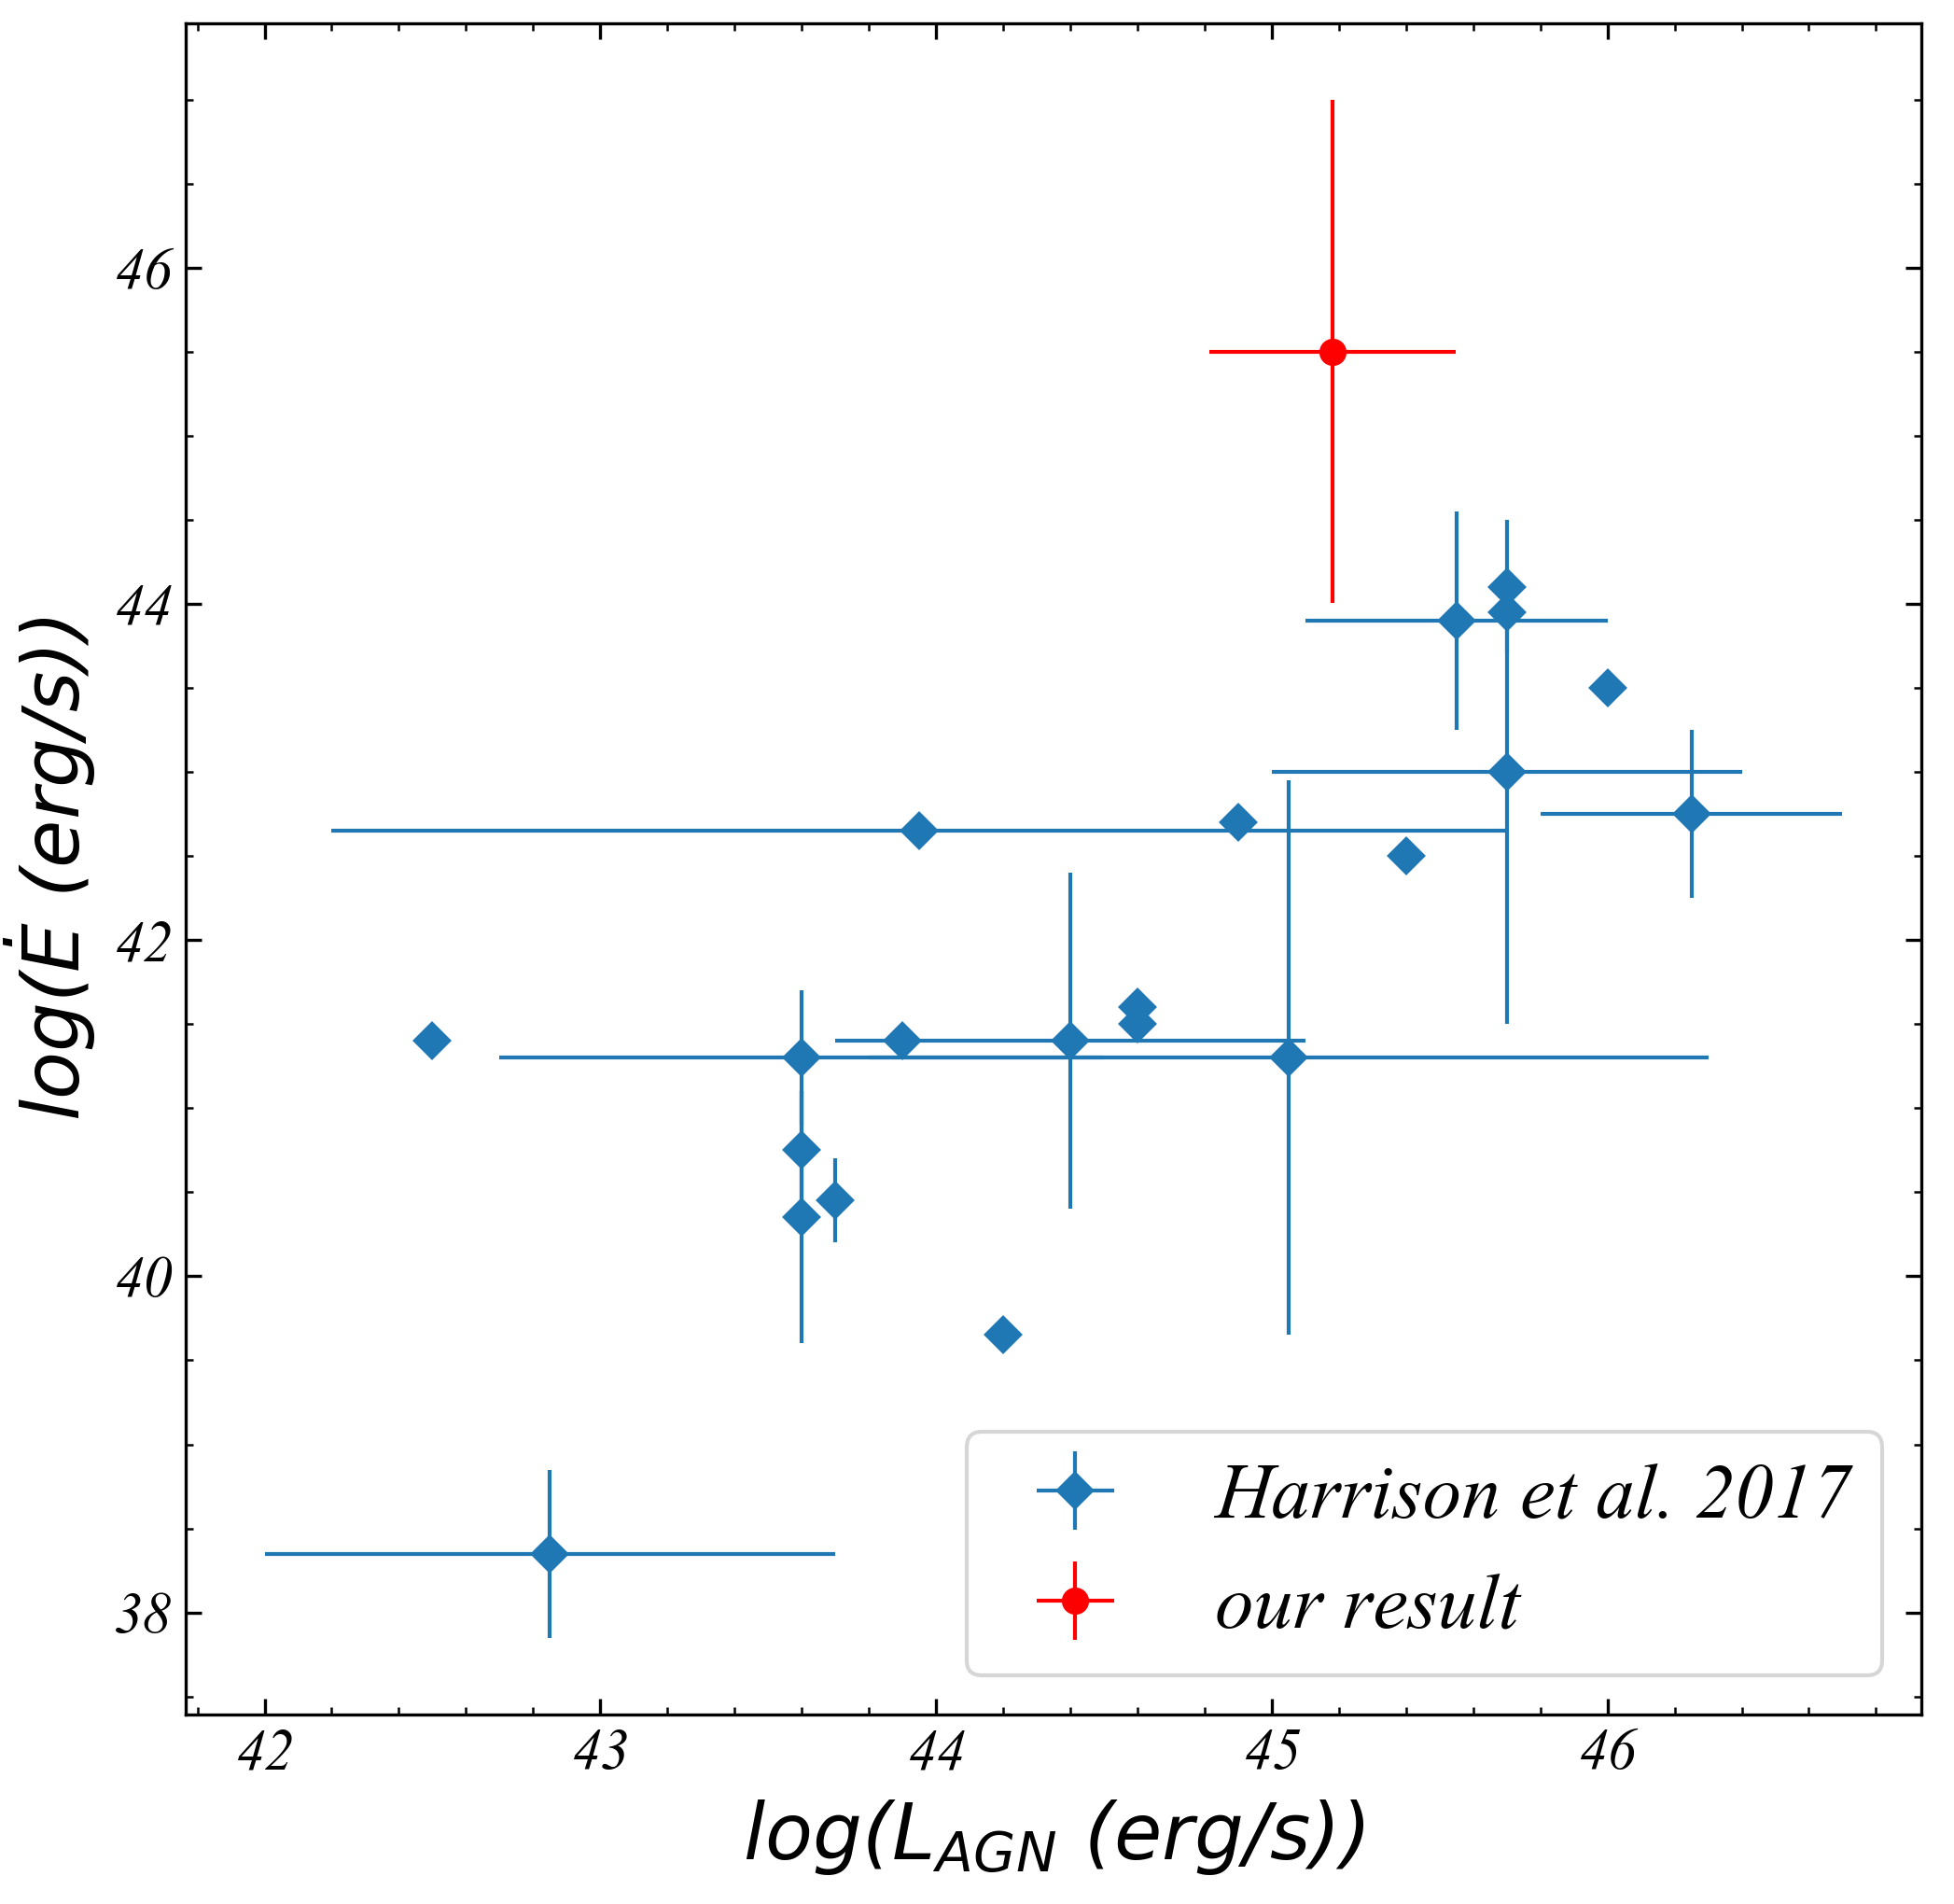 46
44
42
40
38
log(Ė (erg/s))
Harrison et al. 2017
our result
42 43 44 45 46
log(L_AGN (erg/s))